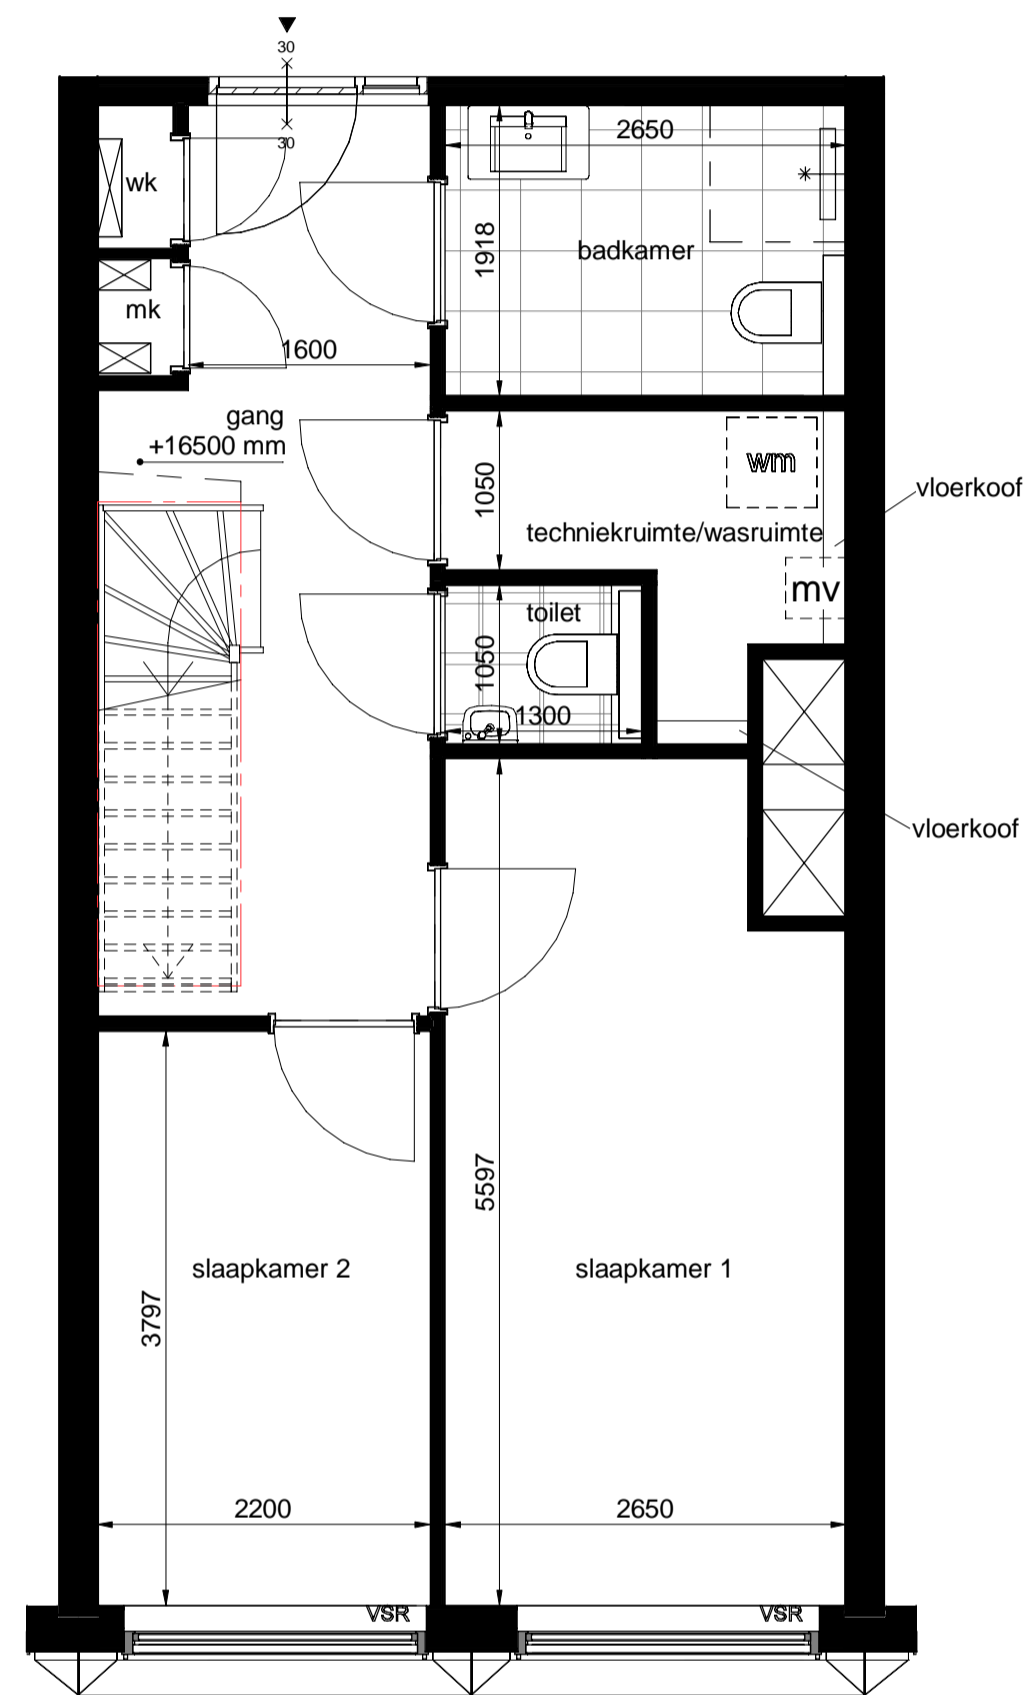 30
30
2650
wk
1918
badkamer
mk
1600
gang
+16500 mm
wm
1050
vloerkoof
techniekruimte/wasruimte
mv
toilet
1050
1300
vloerkoof
5597
slaapkamer 2
slaapkamer 1
3797
2200
2650
VSR
VSR